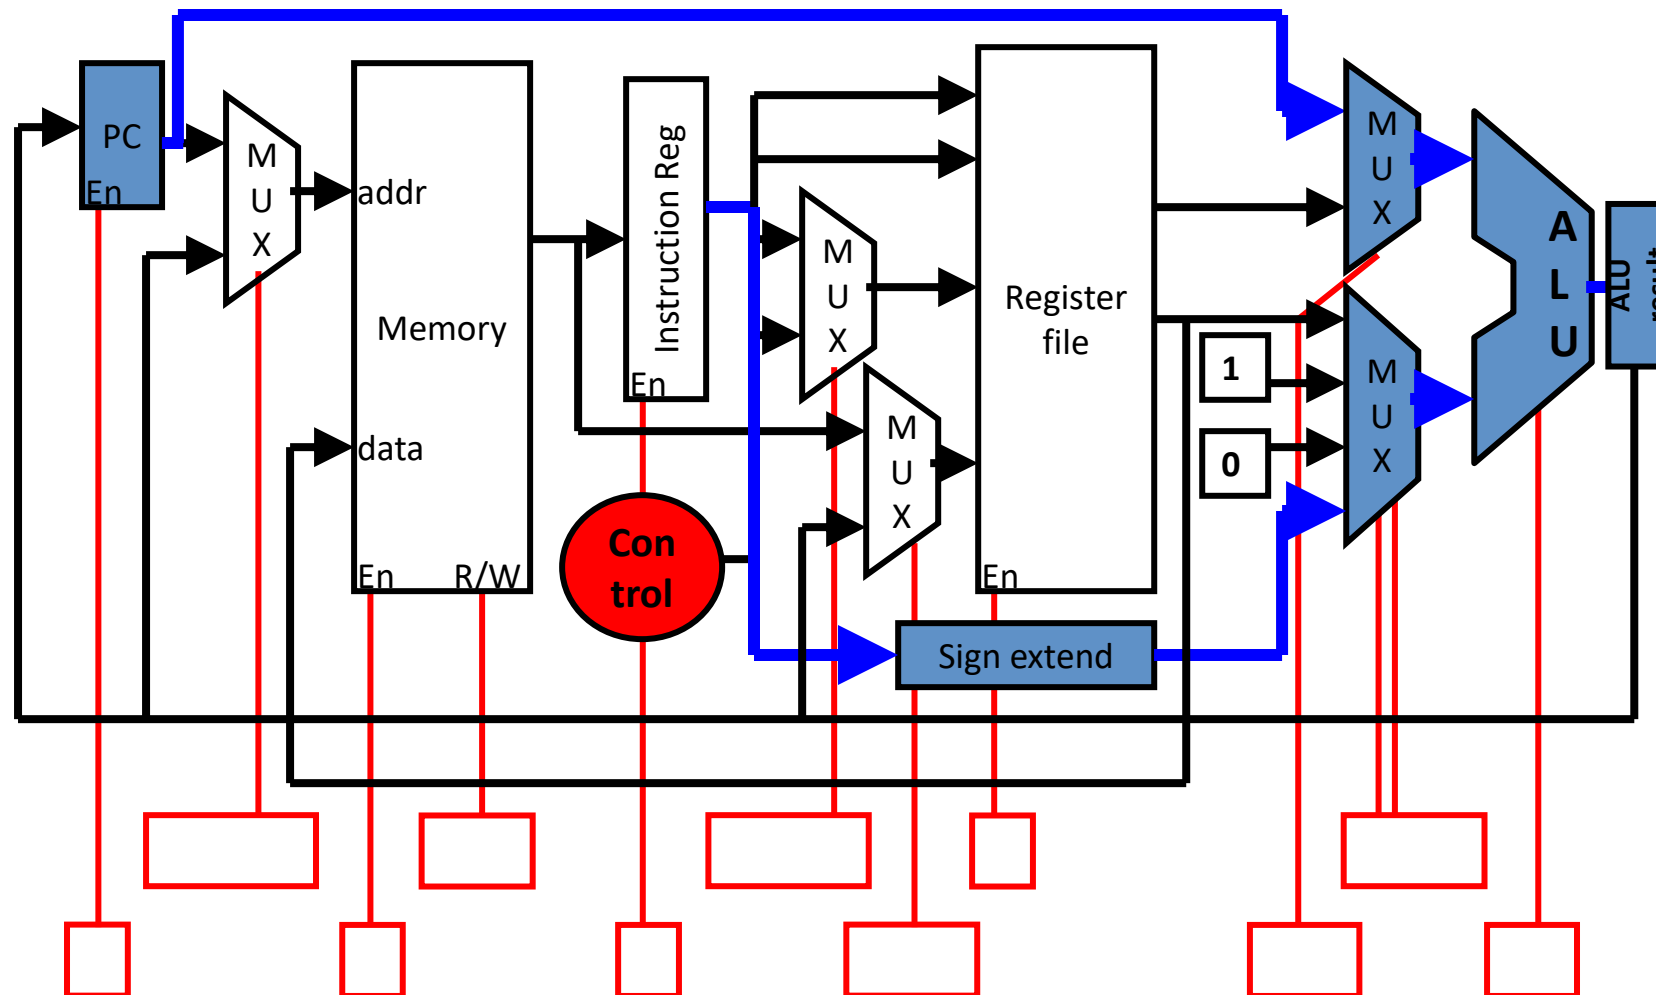 PC
En
M
U
X
addr
data
Memory
En
R/W
Instruction Reg
En
Con
trol
M
U
X
M
U
X
Register
file
En
Sign extend
1
0
M
U
X
M
U
X
A
L
U
ALU
result